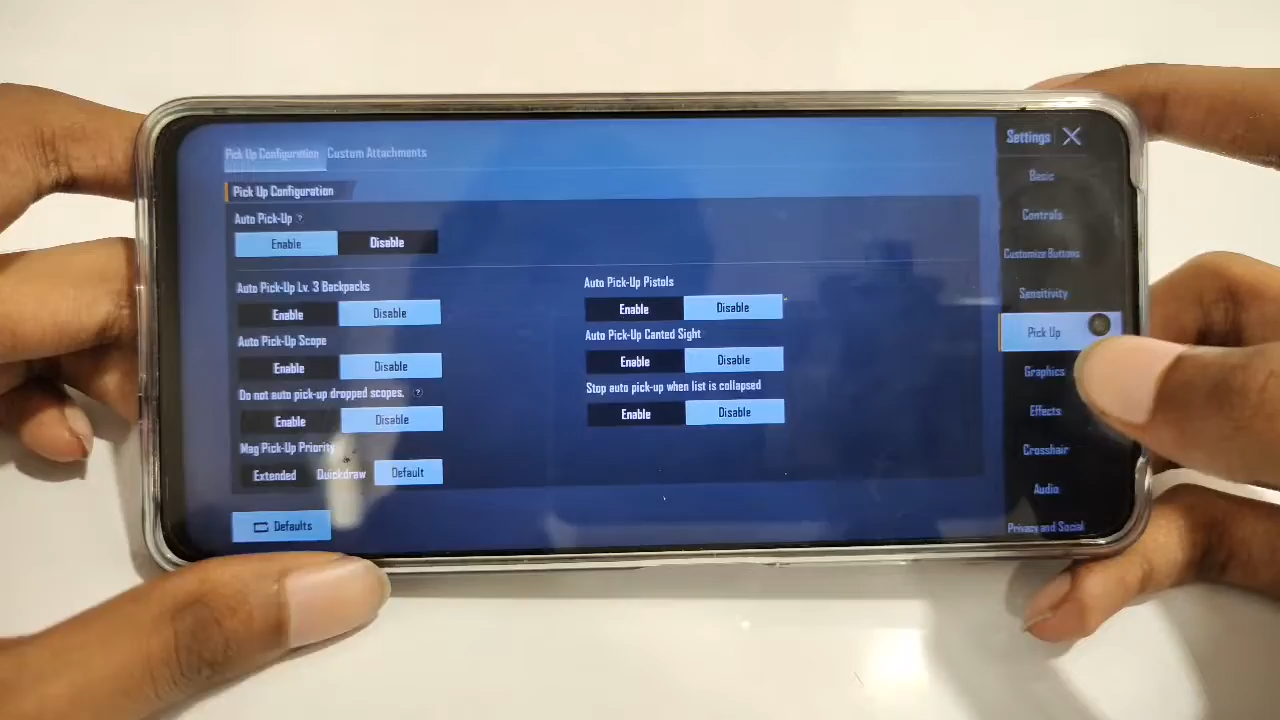 Pick Up Configuration Custom Attachments
Pick Up Configuration
Auto Pick-Up ?
Enable Disable
Auto Pick-Up Lv. 3 Backpacks
Enable Disable
Auto Pick-Up Scope
Enable Disable
Do not auto pick-up dropped scopes. ?
Enable Disable
Mag Pick-Up Priority
Extended Quickdraw Default
Defaults
Auto Pick-Up Pistols
Enable Disable
Auto Pick-Up Canted Sight
Enable Disable
Stop auto pick-up when list is collapsed
Enable Disable
Settings
Basic
Controls
Customize Buttons
Sensitivity
Pick Up
Graphics
Effects
Crosshair
Audio
Privacy and Social